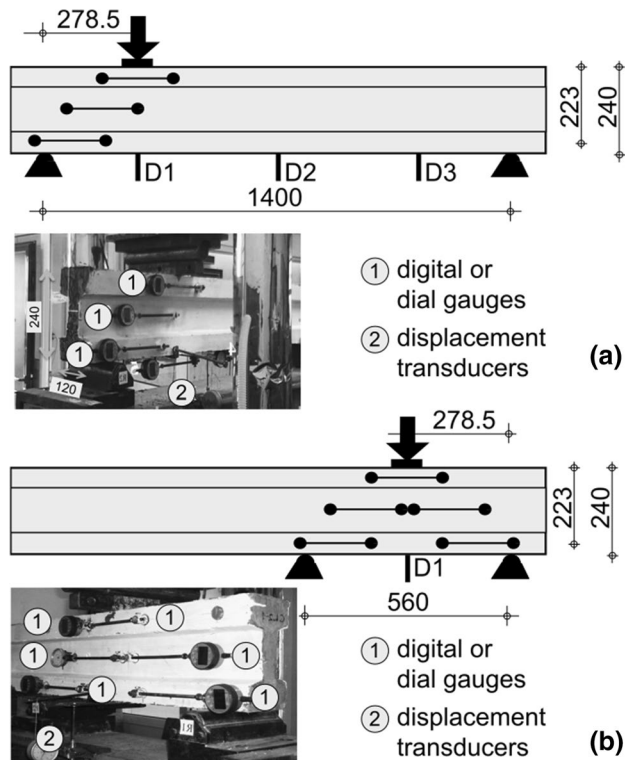 278.5
D1
D2
D3
1400
223
240
1
1
1
2
240
120
1 digital or
dial gauges
2 displacement
transducers
(a)
278.5
D1
560
223
240
1
1
1
1
1
1
2
1 digital or
dial gauges
2 displacement
transducers
(b)